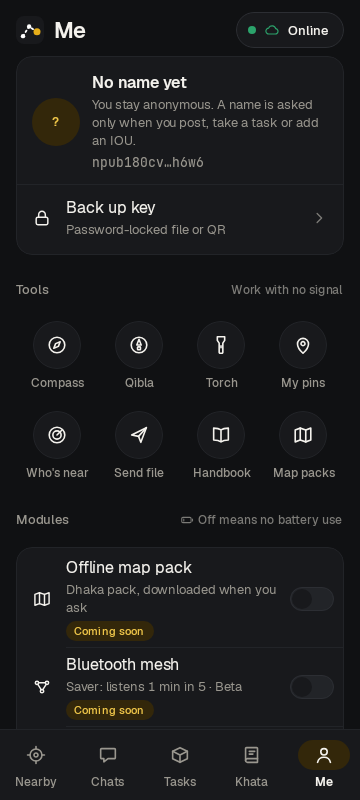 Me
Online
No name yet
?
You stay anonymous. A name is asked
only when you post, take a task or add
an IOU.
npub180cv…h6w6
Back up key
Password-locked file or QR
Tools
Work with no signal
Compass
Qibla
Torch
My pins
Who's near
Send file
Handbook
Map packs
Modules
Off means no battery use
Offline map pack
Dhaka pack, downloaded when you
ask
Coming soon
Bluetooth mesh
Saver: listens 1 min in 5 · Beta
Coming soon
Nearby
Chats
Tasks
Khata
Me